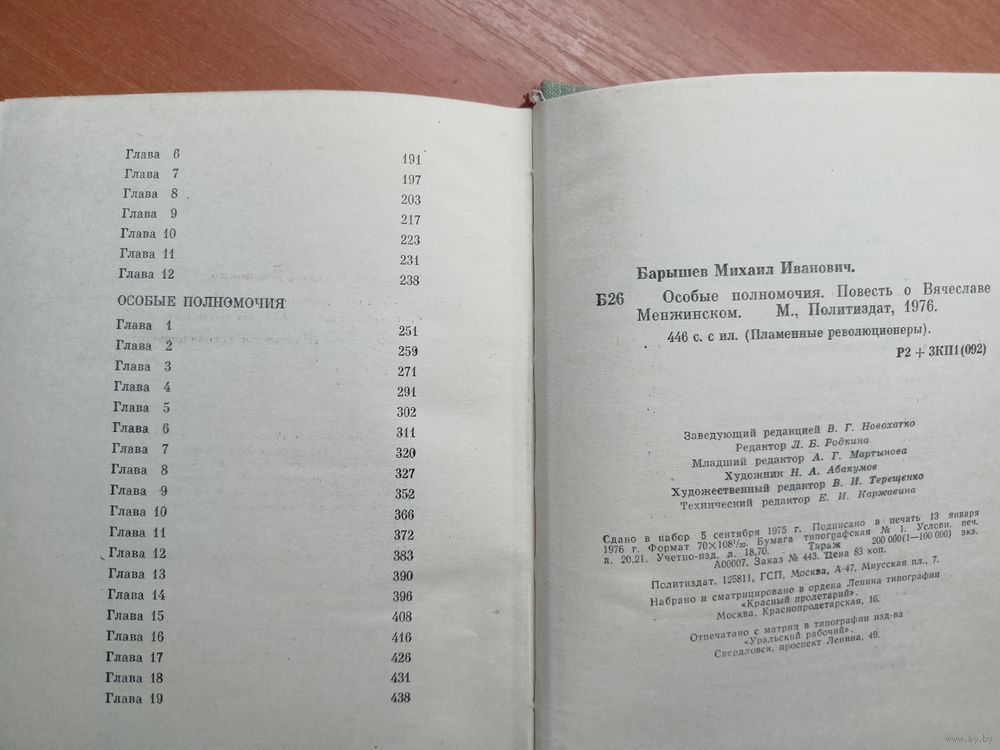 Глава 6 191
Глава 7 197
Глава 8 203
Глава 9 217
Глава 10 223
Глава 11 231
Глава 12 238
ОСОБЫЕ ПОЛНОМОЧИЯ
Глава 1 251
Глава 2 259
Глава 3 271
Глава 4 291
Глава 5 302
Глава 6 311
Глава 7 320
Глава 8 327
Глава 9 352
Глава 10 366
Глава 11 372
Глава 12 383
Глава 13 390
Глава 14 396
Глава 15 408
Глава 16 416
Глава 17 426
Глава 18 431
Глава 19 438
Барышев Михаил Иванович.
Б26 Особые полномочия. Повесть о Вячеславе
Менжинском. М., Политиздат, 1976.
446 с. с ил. (Пламенные революционеры).
Р2 + 3КП1(092)
Заведующий редакцией В. Г. Новохатко
Редактор Л. Б. Родкина
Младший редактор А. Г. Мартынова
Художник Н. А. Абакумов
Художественный редактор В. И. Терещенко
Технический редактор Е. И. Каржавина
Сдано в набор 5 сентября 1975 г. Подписано в печать 13 января
1976 г. Формат 70×108¹/₃₂. Бумага типографская № 1. Условн. печ.
л. 20,21. Учетно-изд. л. 18,70. Тираж 200 000(1—100 000) экз.
А00007. Заказ № 443. Цена 83 коп.
Политиздат. 125811, ГСП. Москва, А-47, Миусская пл., 7.
Набрано и сматрицировано в ордена Ленина типографии
«Красный пролетарий».
Москва, Краснопролетарская, 16.
Отпечатано с матриц в типографии изд-ва
«Уральский рабочий».
Свердловск, проспект Ленина, 49.
www.ay.by